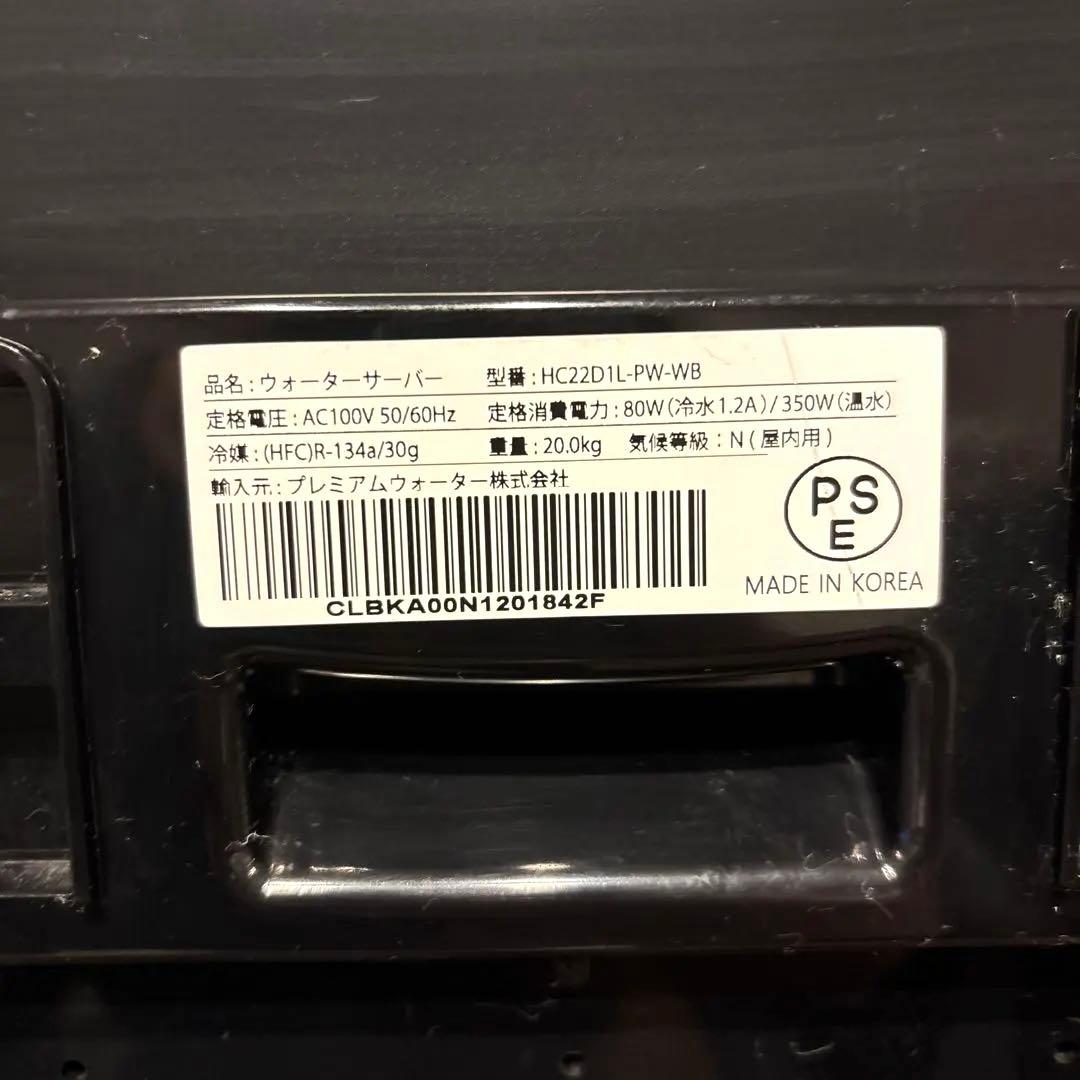 品名 : ウォーターサーバー 型番 : HC22D1L-PW-WB
定格電圧 : AC100V 50/60Hz 定格消費電力 : 80W(冷水1.2A) / 350W(温水)
冷媒 : (HFC)R-134a/30g 重量 : 20.0kg 気候等級 : N ( 屋内用 )
輸入元 : プレミアムウォーター株式会社
PS
E
MADE IN KOREA
CLBKA00N1201842F